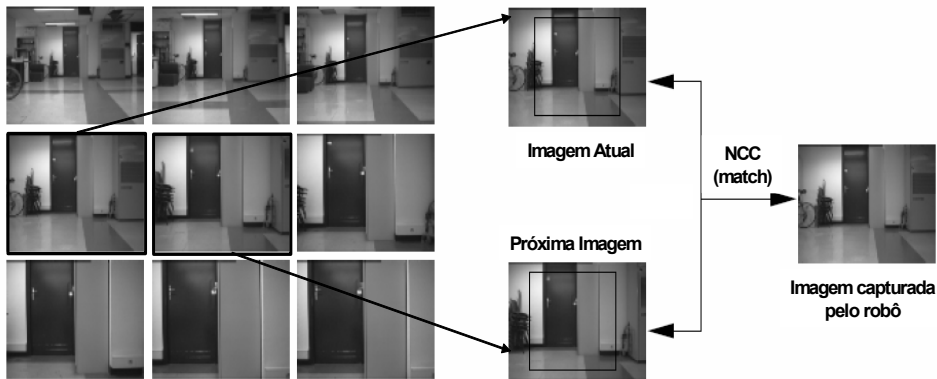 Imagem Atual
NCC
(match)
Próxima Imagem
Imagem capturada
pelo robô